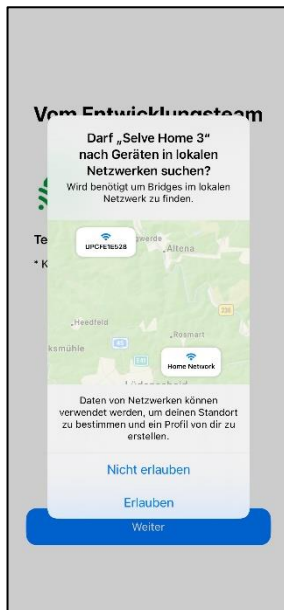 Vom Entwicklungsteam
Darf „Selve Home 3“
nach Geräten in lokalen
Netzwerken suchen?
Wird benötigt um Bridges im lokalen
Netzwerk zu finden.
UPCFE1E528
Altena
Te
* K
Heedfeld
Rosmart
Home Network
Daten von Netzwerken können
verwendet werden, um deinen Standort
zu bestimmen und ein Profil von dir zu
erstellen.
Nicht erlauben
Erlauben
Weiter